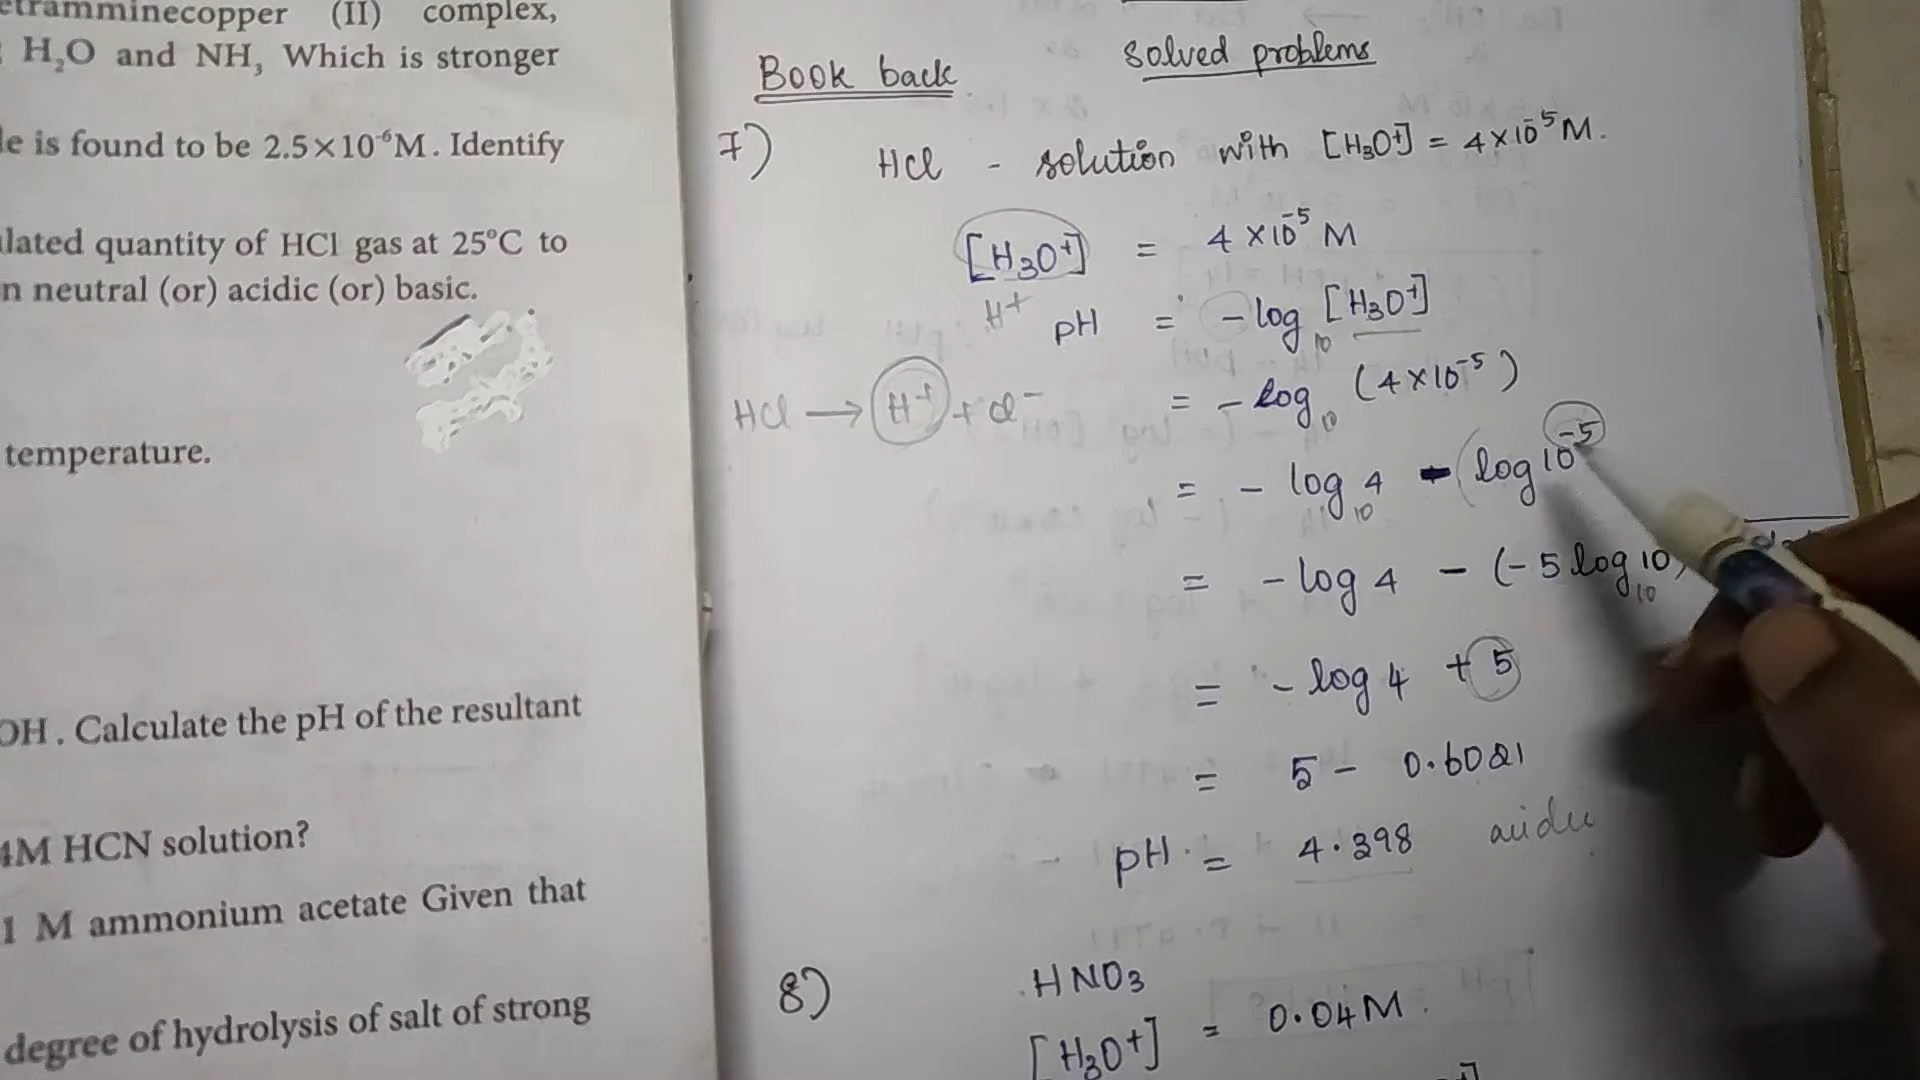 etramminecopper (II) complex,
H₂O and NH₃ Which is stronger
le is found to be 2.5×10⁻⁶M. Identify
lated quantity of HCl gas at 25°C to
n neutral (or) acidic (or) basic.
temperature.
OH. Calculate the pH of the resultant
4M HCN solution?
1 M ammonium acetate Given that
degree of hydrolysis of salt of strong
Book back
solved problems
7) HCl - solution with [H₃O⁺] = 4×10⁻⁵M.
[H₃O⁺] = 4×10⁻⁵ M
H⁺
pH = -log₁₀ [H₃O⁺]
HCl → H⁺ + Cl⁻
= -log₁₀ (4×10⁻⁵)
= - log₁₀ 4 - (log 10⁻⁵
= - log 4 - (-5 log₁₀ 10)
= - log 4 + 5
= 5 - 0.6021
pH = 4.398
8) HNO₃
[H₃O⁺] = 0.04M.